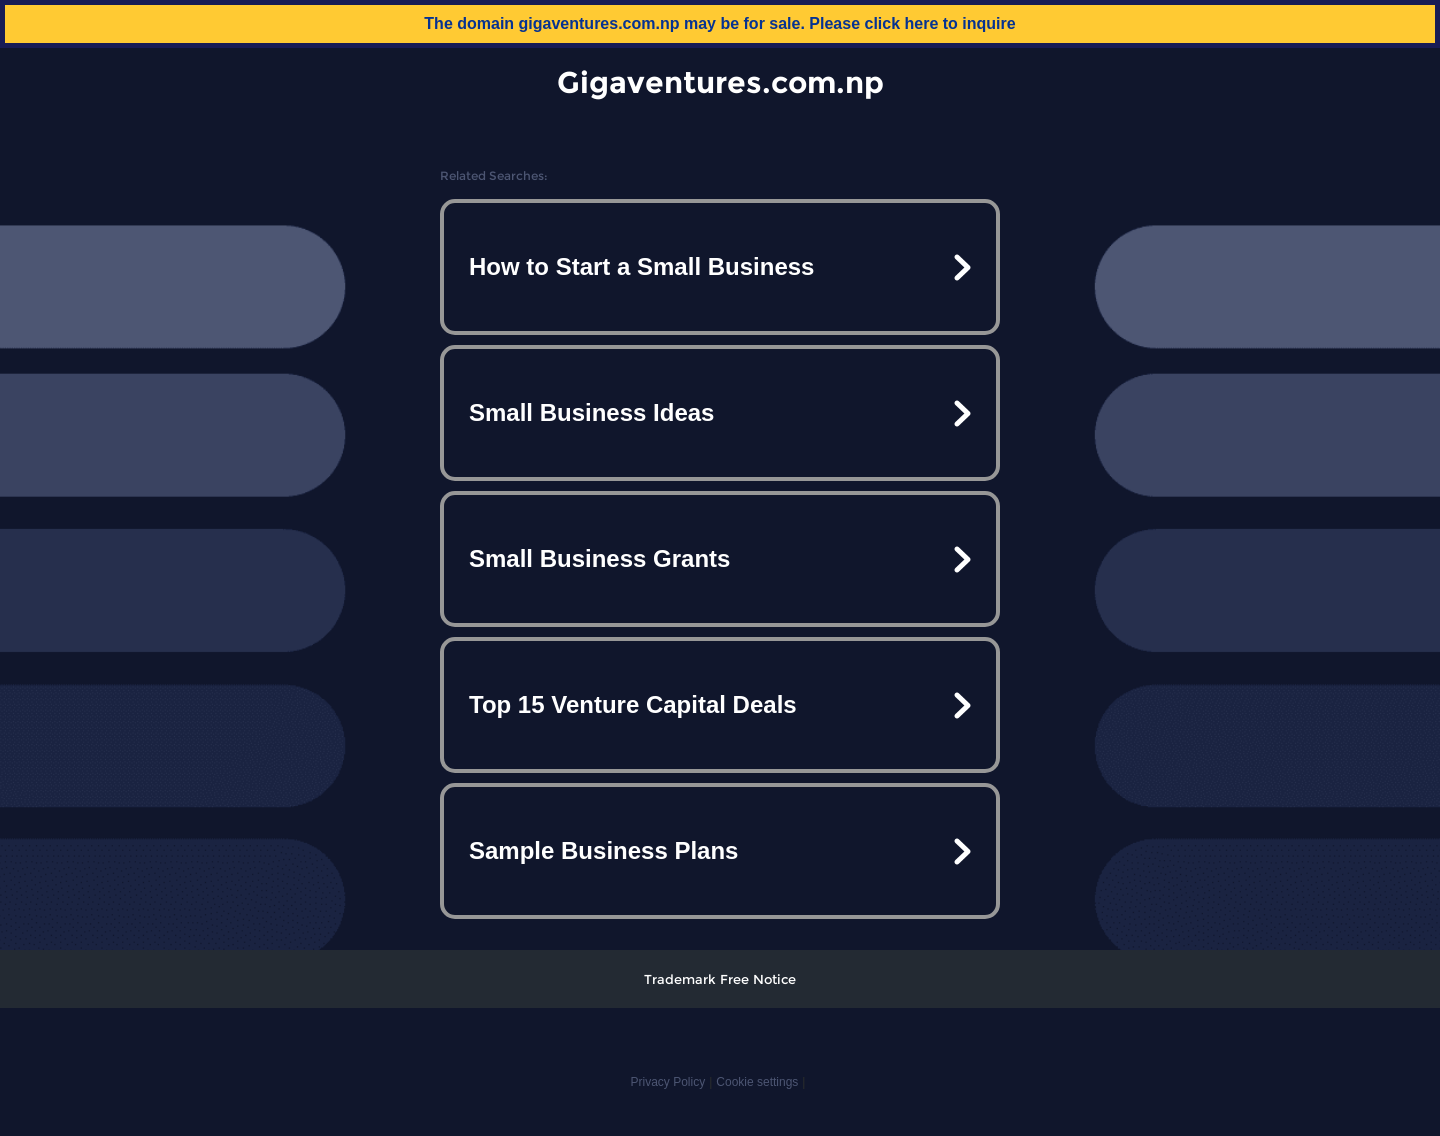 The domain gigaventures.com.np may be for sale. Please click here to inquire
Gigaventures.com.np
Related Searches:
How to Start a Small Business
Small Business Ideas
Small Business Grants
Top 15 Venture Capital Deals
Sample Business Plans
Trademark Free Notice
Privacy Policy | Cookie settings |